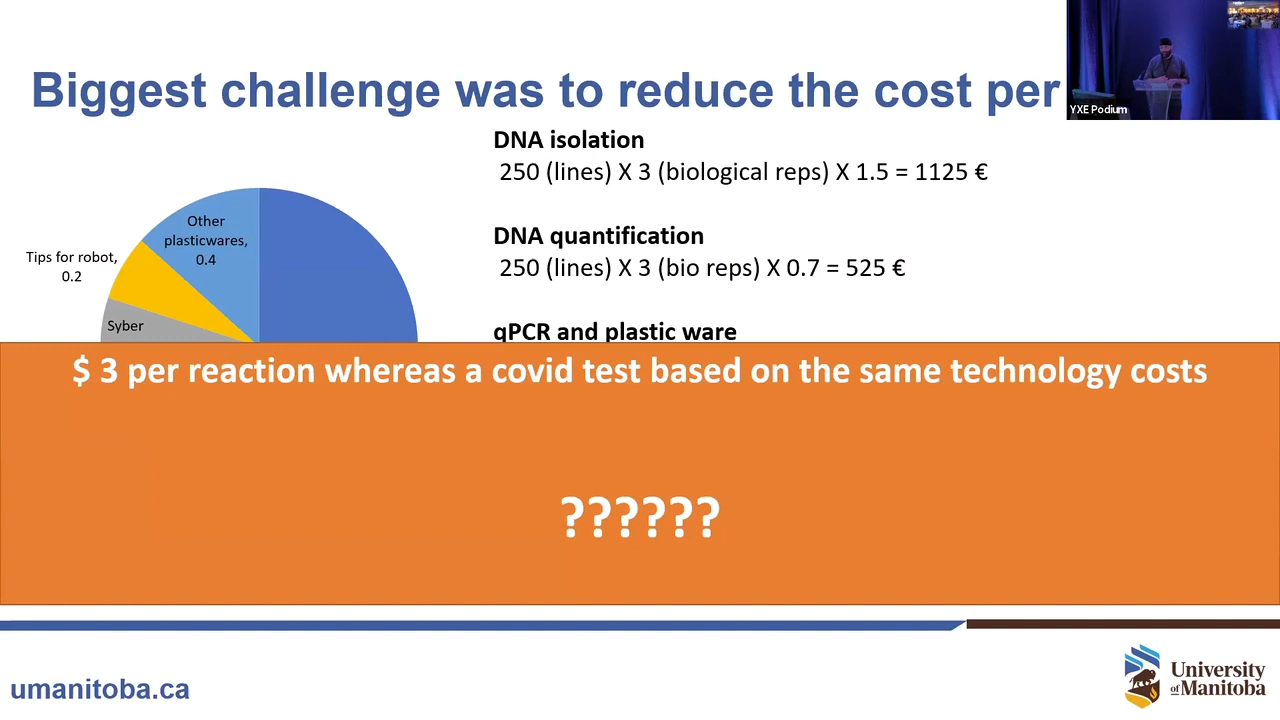 Biggest challenge was to reduce the cost per
YXE Podium
DNA isolation
250 (lines) X 3 (biological reps) X 1.5 = 1125 €
DNA quantification
250 (lines) X 3 (bio reps) X 0.7 = 525 €
qPCR and plastic ware
Other
plasticwares,
0.4
Tips for robot,
0.2
Syber
$ 3 per reaction whereas a covid test based on the same technology costs
??????
umanitoba.ca
University
of Manitoba